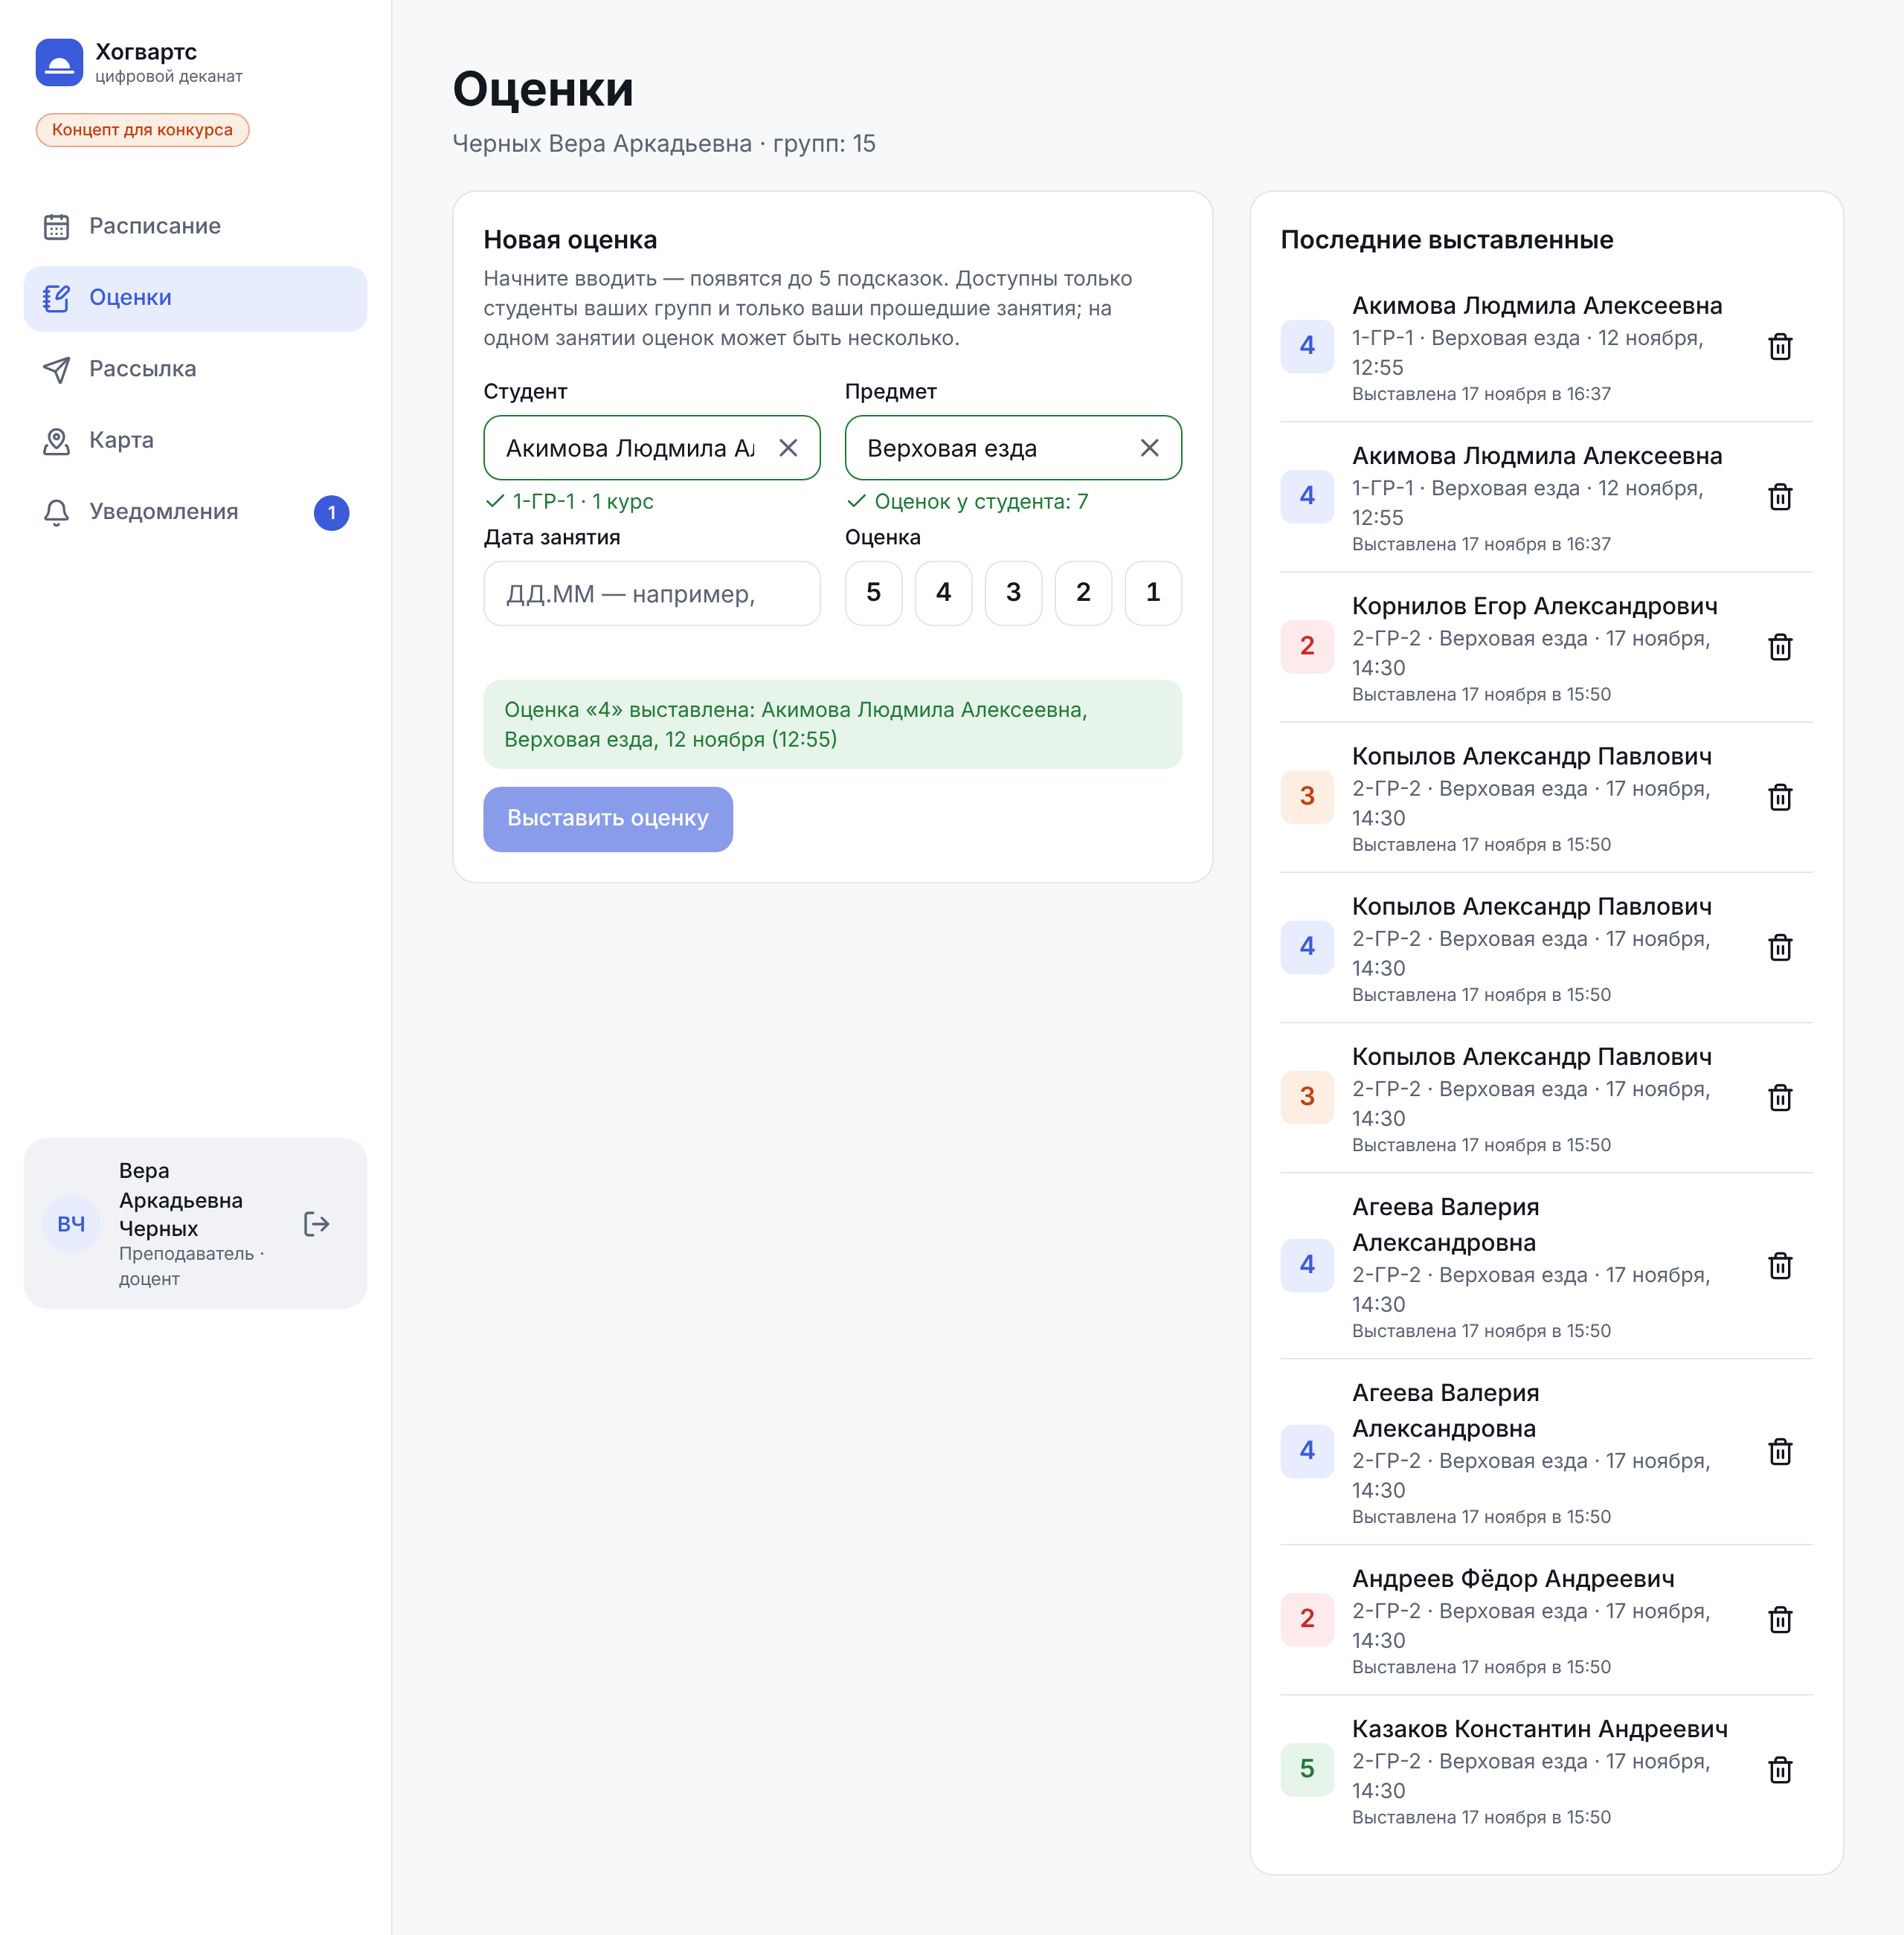 Хогвартс
цифровой деканат
Концепт для конкурса
Расписание
Оценки
Рассылка
Карта
Уведомления
1
ВЧ
Вера
Аркадьевна
Черных
Преподаватель ·
доцент
Оценки
Черных Вера Аркадьевна · групп: 15
Новая оценка
Начните вводить — появятся до 5 подсказок. Доступны только
студенты ваших групп и только ваши прошедшие занятия; на
одном занятии оценок может быть несколько.
Студент
Акимова Людмила
1-ГР-1 · 1 курс
Предмет
Верховая езда
Оценок у студента: 7
Дата занятия
ДД.ММ — например,
Оценка
5 4 3 2 1
Оценка «4» выставлена: Акимова Людмила Алексеевна,
Верховая езда, 12 ноября (12:55)
Выставить оценку
Последние выставленные
4
Акимова Людмила Алексеевна
1-ГР-1 · Верховая езда · 12 ноября,
12:55
Выставлена 17 ноября в 16:37
4
Акимова Людмила Алексеевна
1-ГР-1 · Верховая езда · 12 ноября,
12:55
Выставлена 17 ноября в 16:37
2
Корнилов Егор Александрович
2-ГР-2 · Верховая езда · 17 ноября,
14:30
Выставлена 17 ноября в 15:50
3
Копылов Александр Павлович
2-ГР-2 · Верховая езда · 17 ноября,
14:30
Выставлена 17 ноября в 15:50
4
Копылов Александр Павлович
2-ГР-2 · Верховая езда · 17 ноября,
14:30
Выставлена 17 ноября в 15:50
3
Копылов Александр Павлович
2-ГР-2 · Верховая езда · 17 ноября,
14:30
Выставлена 17 ноября в 15:50
4
Агеева Валерия
Александровна
2-ГР-2 · Верховая езда · 17 ноября,
14:30
Выставлена 17 ноября в 15:50
4
Агеева Валерия
Александровна
2-ГР-2 · Верховая езда · 17 ноября,
14:30
Выставлена 17 ноября в 15:50
2
Андреев Фёдор Андреевич
2-ГР-2 · Верховая езда · 17 ноября,
14:30
Выставлена 17 ноября в 15:50
5
Казаков Константин Андреевич
2-ГР-2 · Верховая езда · 17 ноября,
14:30
Выставлена 17 ноября в 15:50